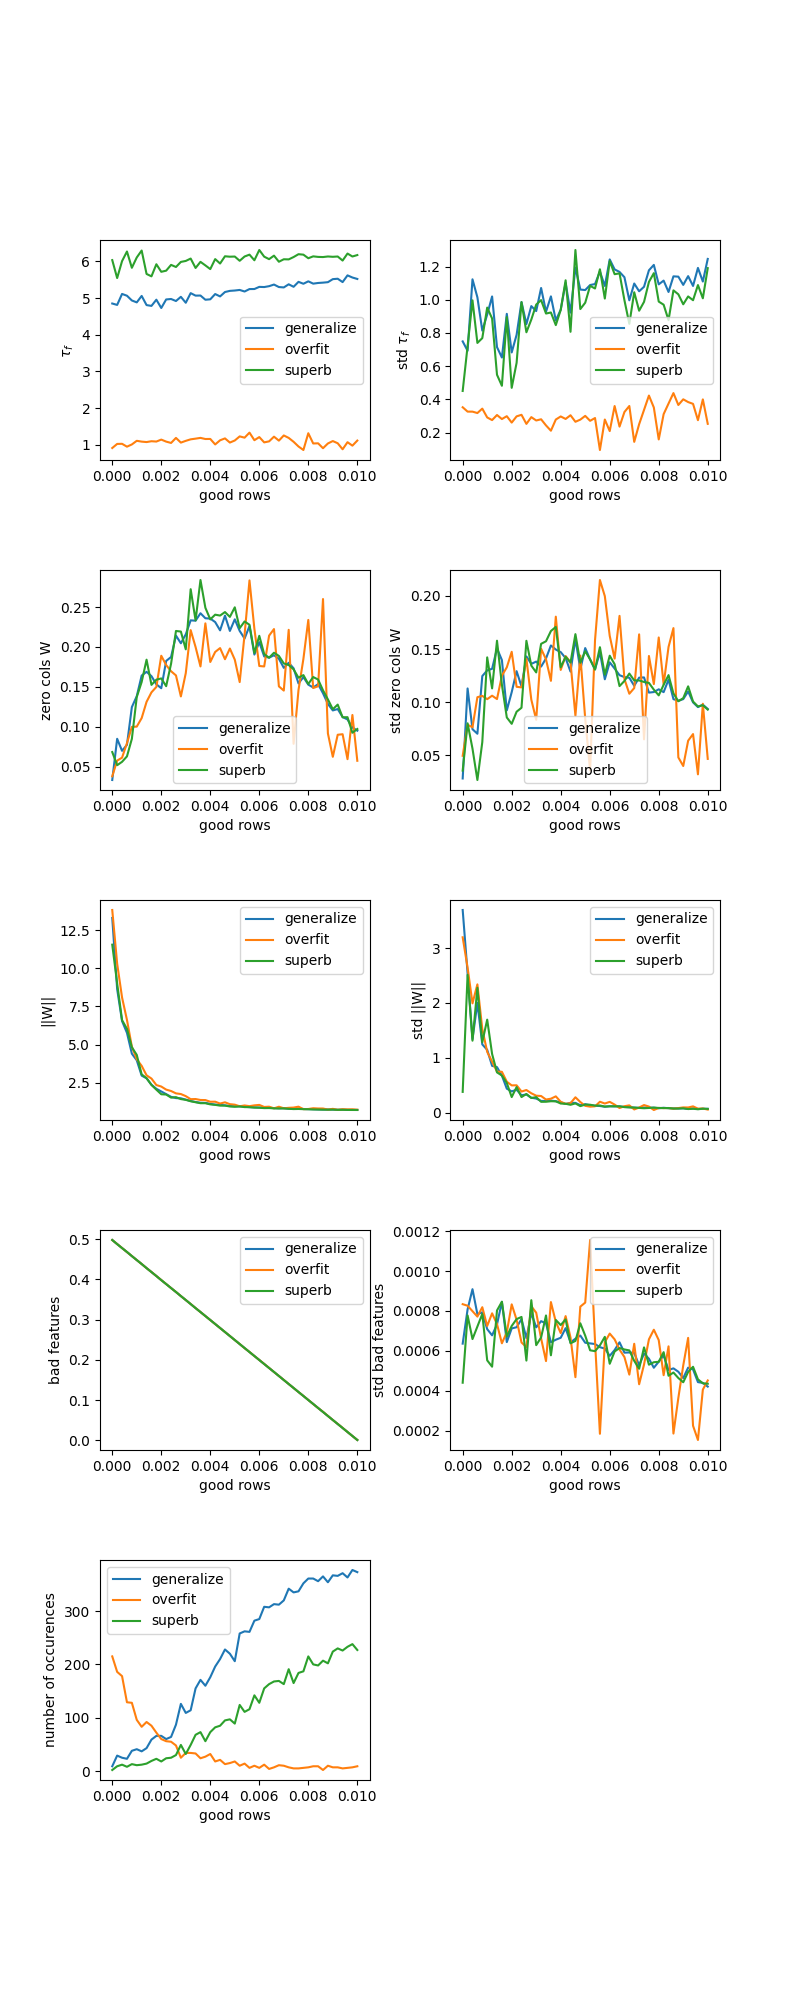 6
5
4
3
2
1
τf
generalize
overfit
superb
0.000 0.002 0.004 0.006 0.008 0.010
good rows
1.2
1.0
0.8
0.6
0.4
0.2
std τf
generalize
overfit
superb
0.000 0.002 0.004 0.006 0.008 0.010
good rows
0.25
0.20
0.15
0.10
0.05
zero cols W
generalize
overfit
superb
0.000 0.002 0.004 0.006 0.008 0.010
good rows
0.20
0.15
0.10
0.05
std zero cols W
generalize
overfit
superb
0.000 0.002 0.004 0.006 0.008 0.010
good rows
12.5
10.0
7.5
5.0
2.5
||W||
generalize
overfit
superb
0.000 0.002 0.004 0.006 0.008 0.010
good rows
3
2
1
0
std ||W||
generalize
overfit
superb
0.000 0.002 0.004 0.006 0.008 0.010
good rows
0.5
0.4
0.3
0.2
0.1
0.0
bad features
generalize
overfit
superb
0.000 0.002 0.004 0.006 0.008 0.010
good rows
0.0012
0.0010
0.0008
0.0006
0.0004
0.0002
std bad features
generalize
overfit
superb
0.000 0.002 0.004 0.006 0.008 0.010
good rows
300
200
100
0
number of occurences
generalize
overfit
superb
0.000 0.002 0.004 0.006 0.008 0.010
good rows